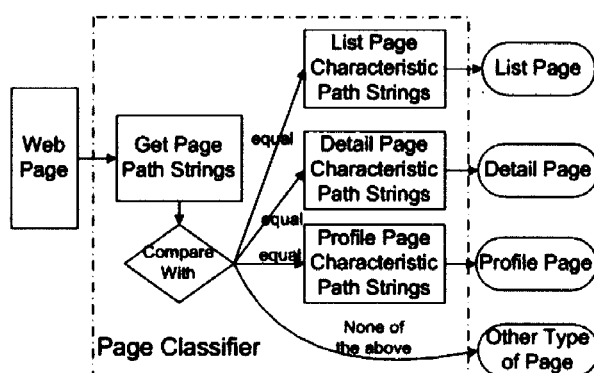 List Page
Characteristic
Path Strings
List Page
equal
Web
Page
Get Page
Path Strings
Detail Page
Characteristic
Path Strings
Detail Page
equal
Compare
With
equal
Profile Page
Characteristic
Path Strings
Profile Page
None of
the above
Page Classifier
Other Type
of Page